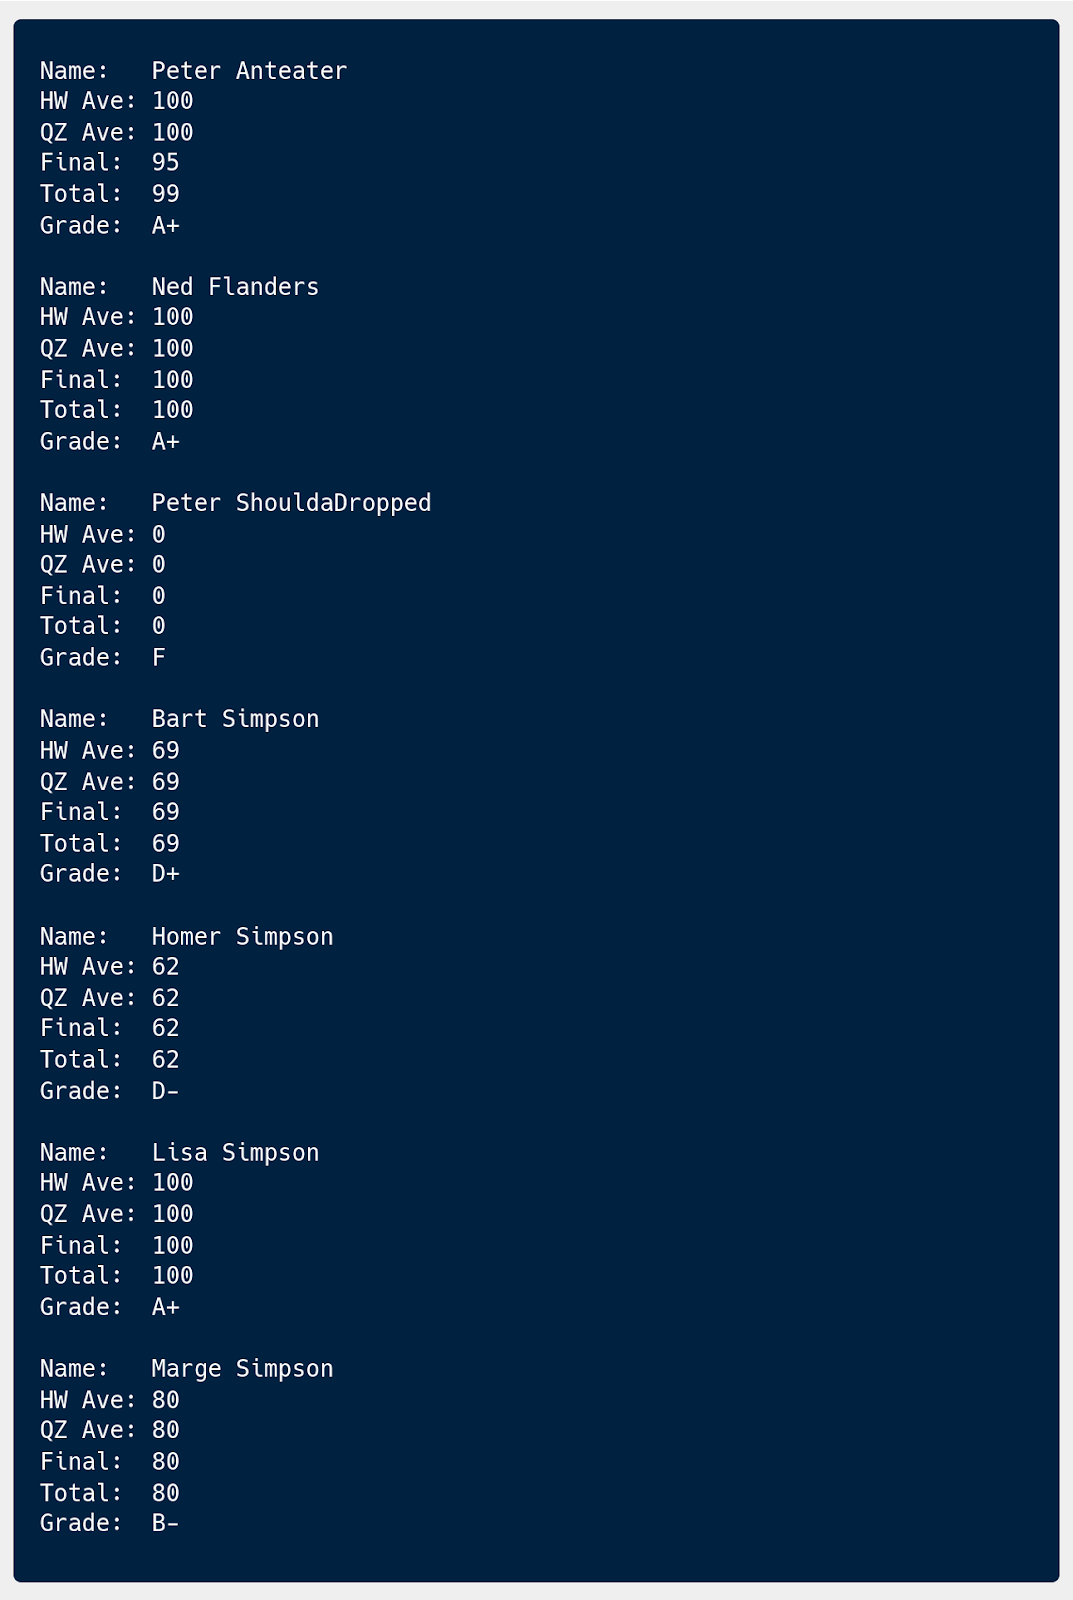 Name:   Peter Anteater
HW Ave: 100
QZ Ave: 100
Final:  95
Total:  99
Grade:  A+

Name:   Ned Flanders
HW Ave: 100
QZ Ave: 100
Final:  100
Total:  100
Grade:  A+

Name:   Peter ShouldaDropped
HW Ave: 0
QZ Ave: 0
Final:  0
Total:  0
Grade:  F

Name:   Bart Simpson
HW Ave: 69
QZ Ave: 69
Final:  69
Total:  69
Grade:  D+

Name:   Homer Simpson
HW Ave: 62
QZ Ave: 62
Final:  62
Total:  62
Grade:  D-

Name:   Lisa Simpson
HW Ave: 100
QZ Ave: 100
Final:  100
Total:  100
Grade:  A+

Name:   Marge Simpson
HW Ave: 80
QZ Ave: 80
Final:  80
Total:  80
Grade:  B-